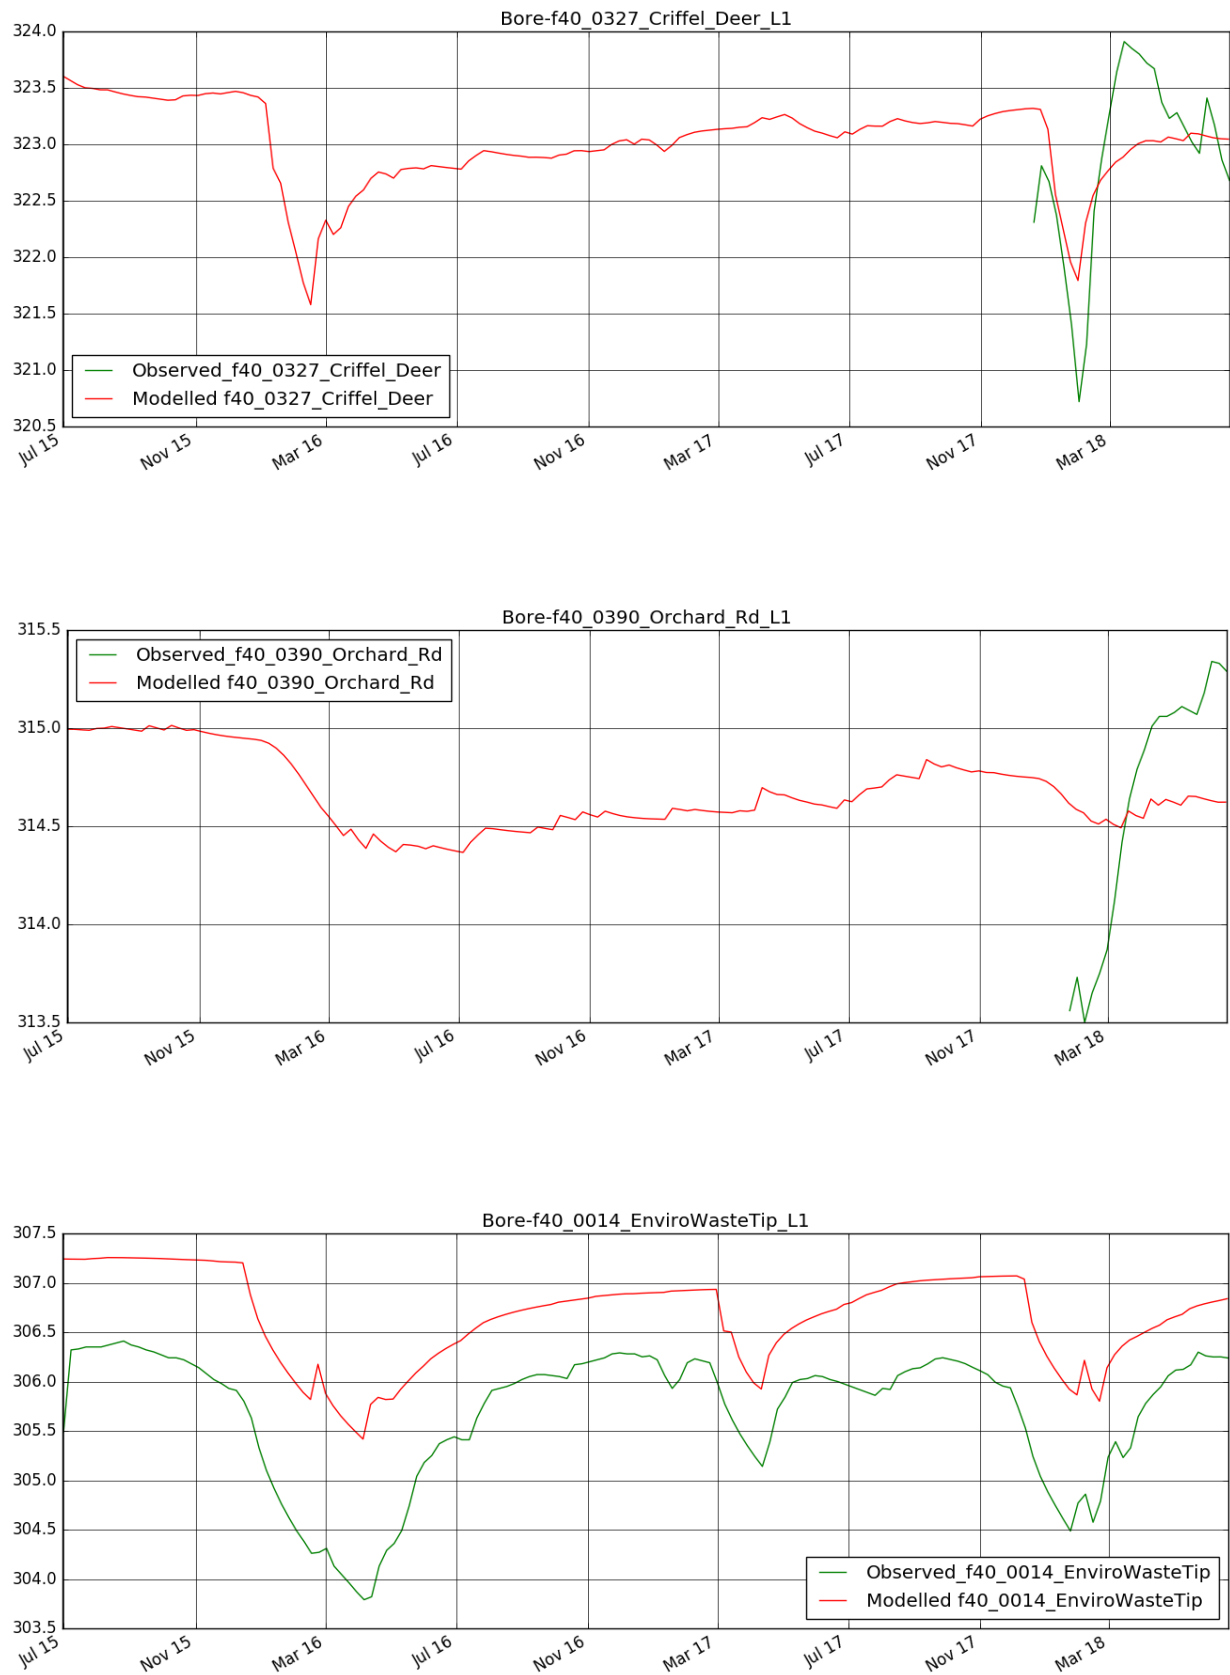 Bore-f40_0327_Criffel_Deer_L1
324.0
323.5
323.0
322.5
322.0
321.5
321.0
320.5
Observed_f40_0327_Criffel_Deer
Modelled f40_0327_Criffel_Deer
Jul 15 Nov 15 Mar 16 Jul 16 Nov 16 Mar 17 Jul 17 Nov 17 Mar 18
Bore-f40_0390_Orchard_Rd_L1
315.5
315.0
314.5
314.0
313.5
Observed_f40_0390_Orchard_Rd
Modelled f40_0390_Orchard_Rd
Jul 15 Nov 15 Mar 16 Jul 16 Nov 16 Mar 17 Jul 17 Nov 17 Mar 18
Bore-f40_0014_EnviroWasteTip_L1
307.5
307.0
306.5
306.0
305.5
305.0
304.5
304.0
303.5
Observed_f40_0014_EnviroWasteTip
Modelled f40_0014_EnviroWasteTip
Jul 15 Nov 15 Mar 16 Jul 16 Nov 16 Mar 17 Jul 17 Nov 17 Mar 18